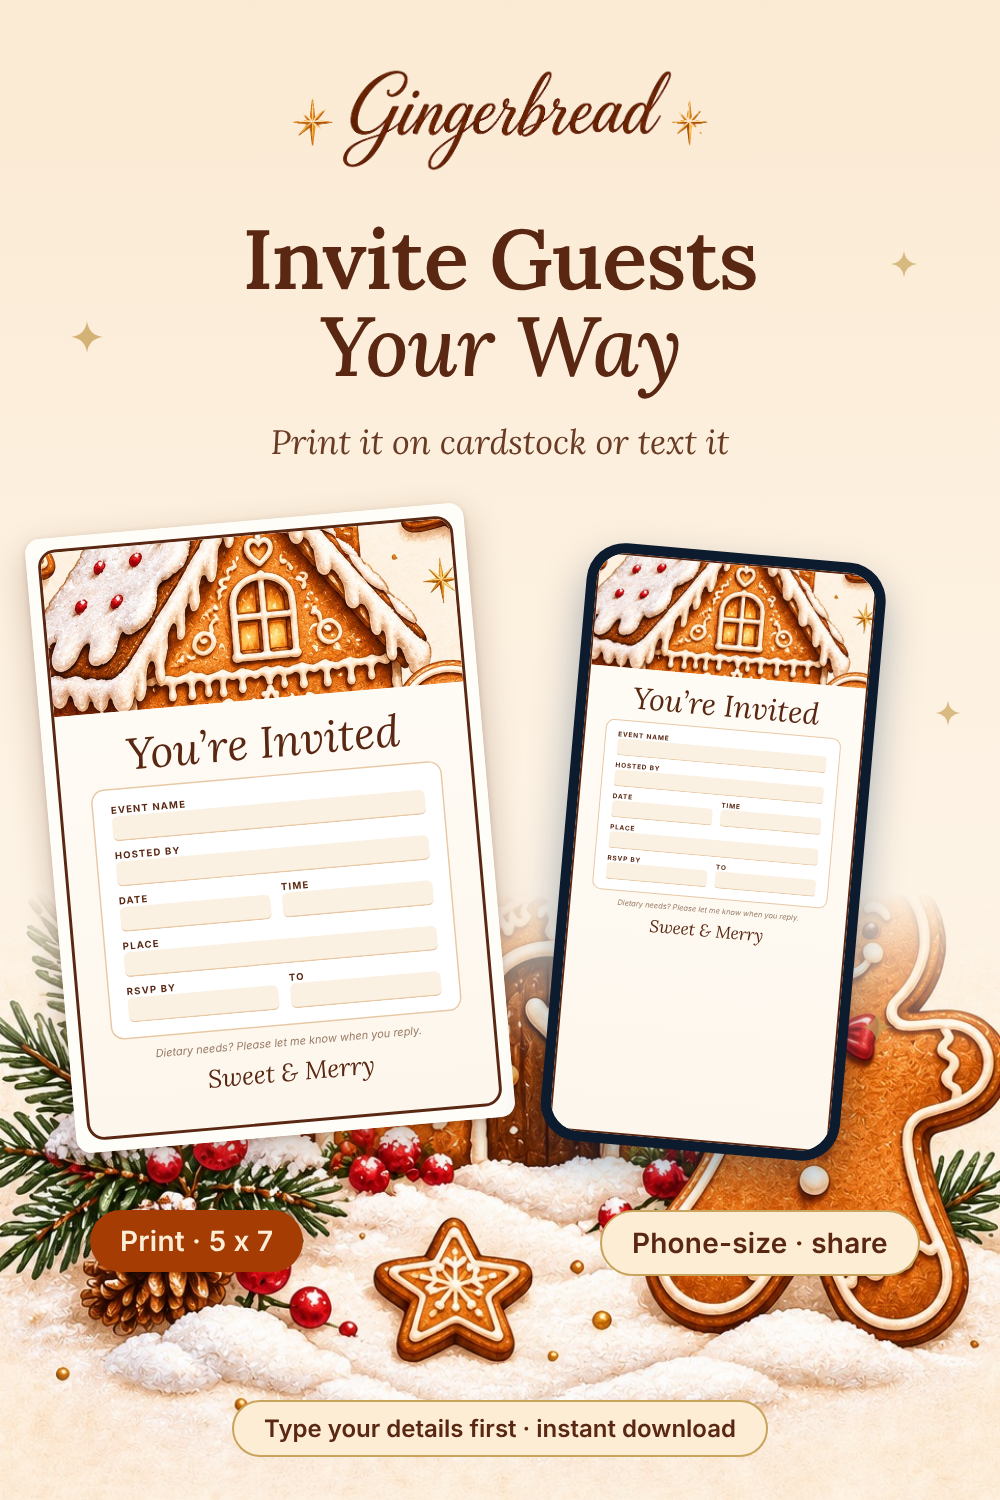 Gingerbread
Invite Guests
Your Way
Print it on cardstock or text it
You're Invited
EVENT NAME
HOSTED BY
DATE
TIME
PLACE
RSVP BY
TO
Dietary needs? Please let me know when you reply.
Sweet & Merry
You're Invited
EVENT NAME
HOSTED BY
DATE
TIME
PLACE
RSVP BY
TO
Dietary needs? Please let me know when you reply.
Sweet & Merry
Print · 5 x 7
Phone-size · share
Type your details first · instant download